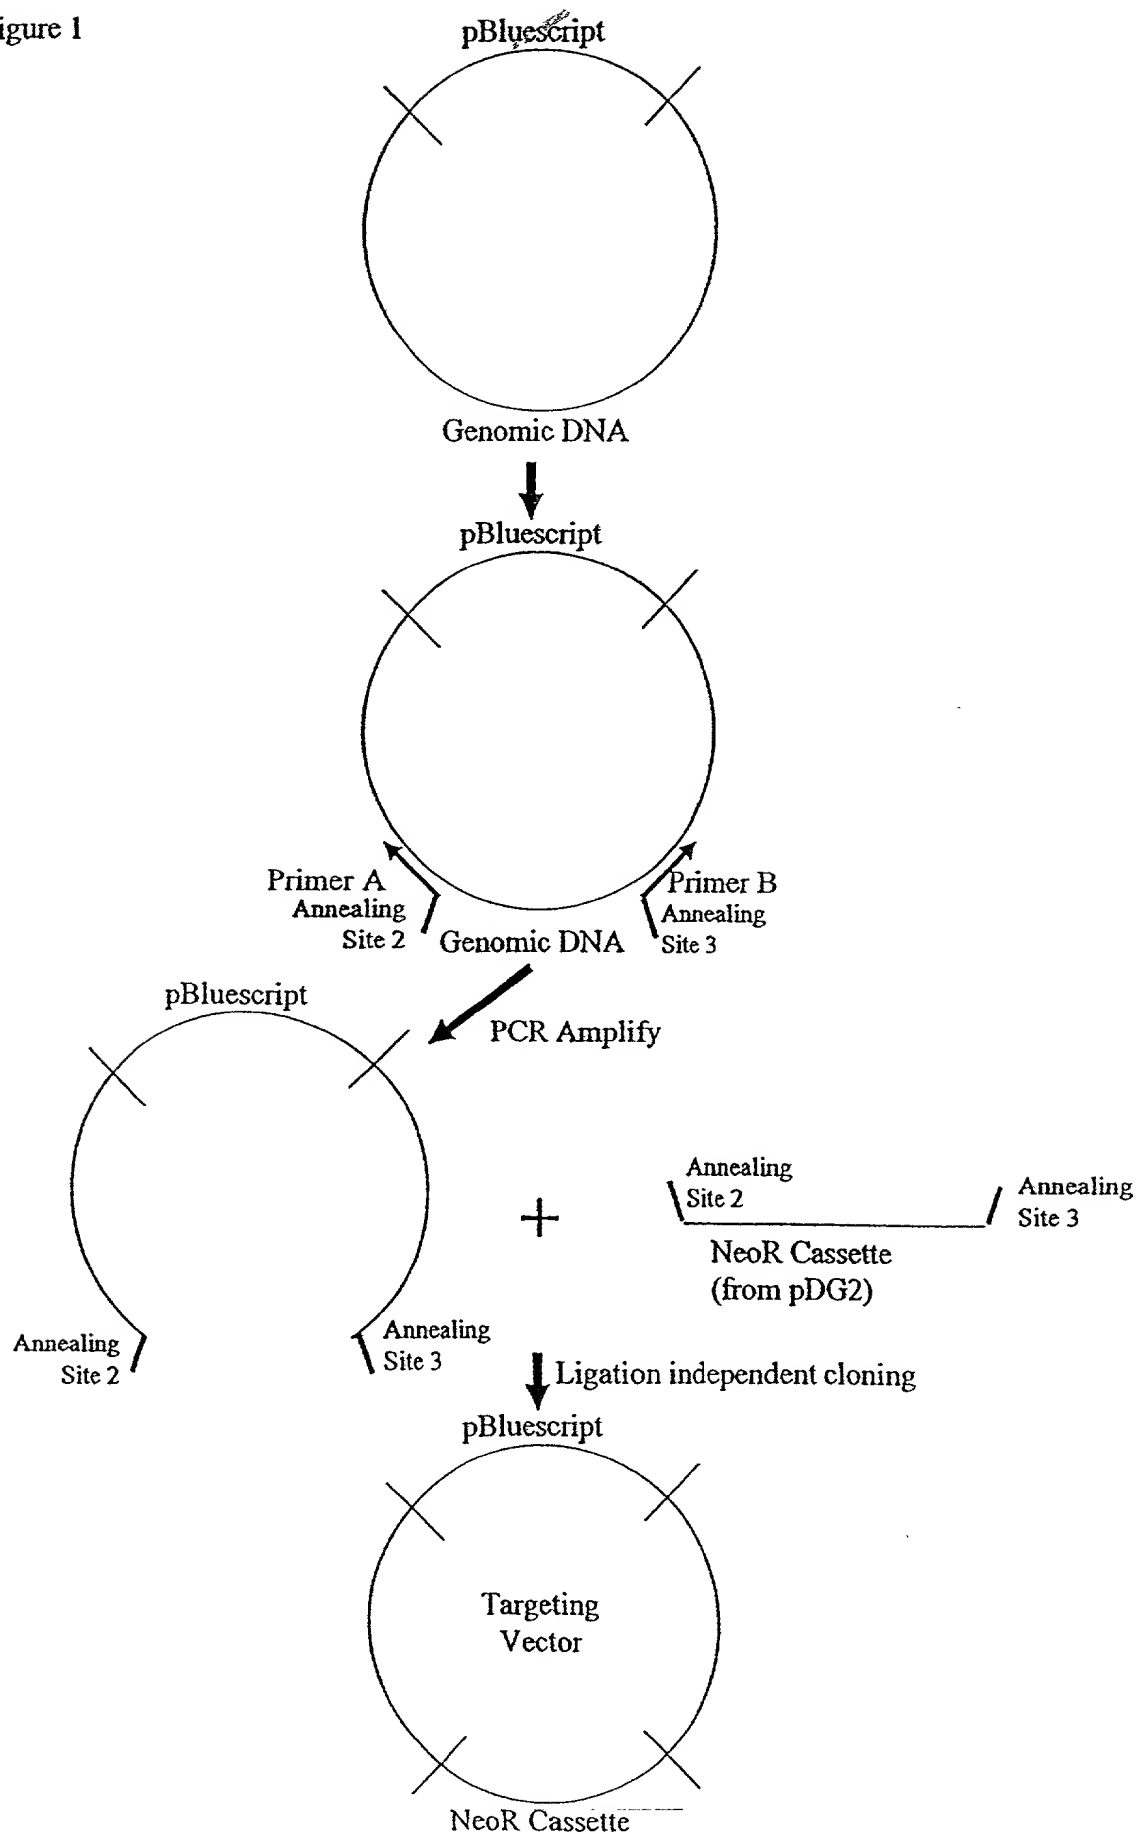 igure 1
pBluescript
Genomic DNA
pBluescript
Primer A
Annealing
Site 2
Primer B
Annealing
Site 3
Genomic DNA
PCR Amplify
pBluescript
Annealing
Site 2
Annealing
Site 3
Annealing
Site 2
Annealing
Site 3
NeoR Cassette
(from pDG2)
Ligation independent cloning
pBluescript
Targeting
Vector
NeoR Cassette